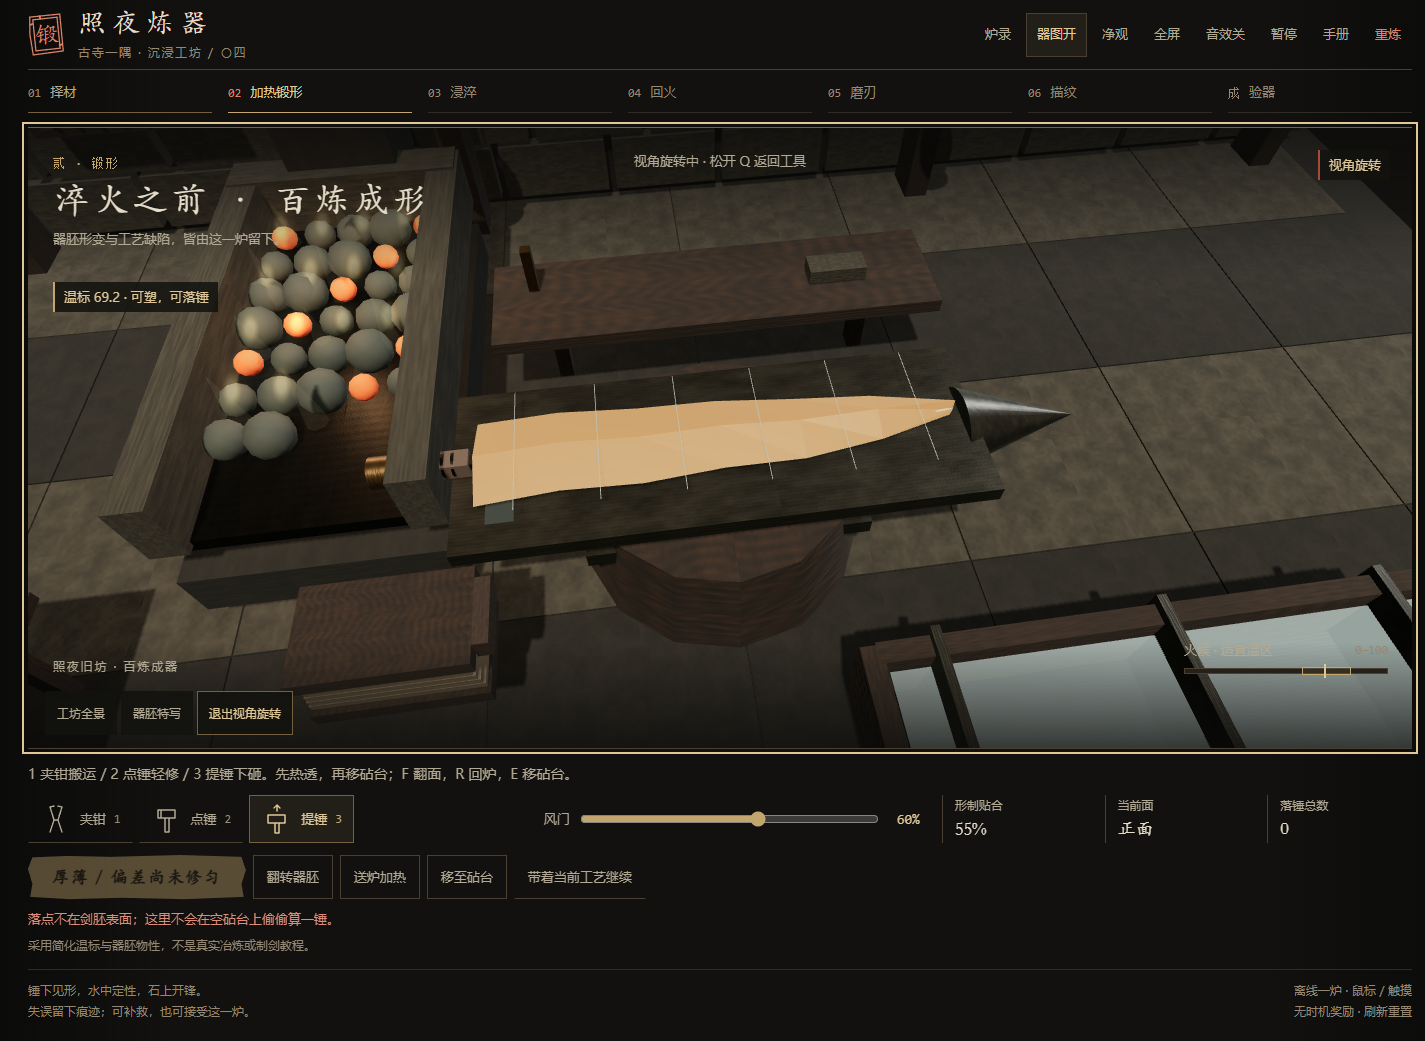 锻
照夜炼器
古寺一隅 · 沉浸工坊 / 〇四
炉录 器图开 净观 全屏 音效关 暂停 手册 重炼
01 择材
02 加热锻形
03 浸淬
04 回火
05 磨刃
06 描纹
成 验器
贰 · 锻形
视角旋转中 · 松开 Q 返回工具
视角旋转
淬火之前 · 百炼成形
器胚形变与工艺缺陷，皆由这一炉留下
温标 69.2 · 可塑，可落锤
照夜旧坊 · 百炼成器
0–100
工坊全景 器胚特写 退出视角旋转
1 夹钳搬运 / 2 点锤轻修 / 3 提锤下砸。先热透，再移砧台；F 翻面，R 回炉，E 移砧台。
夹钳 1
点锤 2
提锤 3
风门 60%
形制贴合
55%
当前面
正面
落锤总数
0
厚薄 / 偏差尚未修匀
翻转器胚 送炉加热 移至砧台 带着当前工艺继续
落点不在剑胚表面；这里不会在空砧台上偷偷算一锤。
采用简化温标与器胚物性，不是真实冶炼或制剑教程。
锤下见形，水中定性，石上开锋。
失误留下痕迹；可补救，也可接受这一炉。
离线一炉 · 鼠标 / 触摸
无时机奖励 · 刷新重置